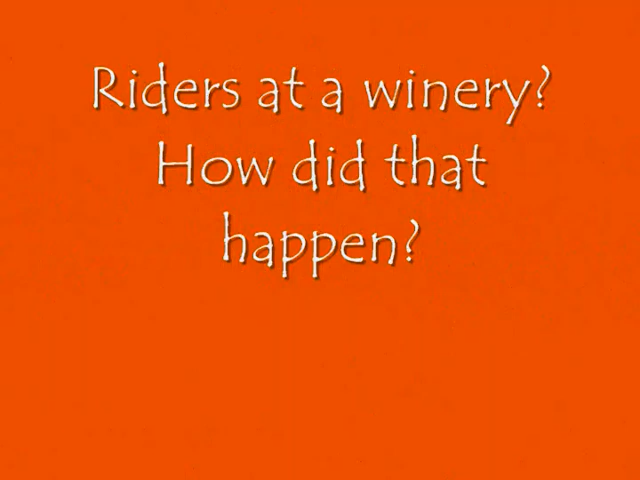 Riders at a winery?
How did that
happen?